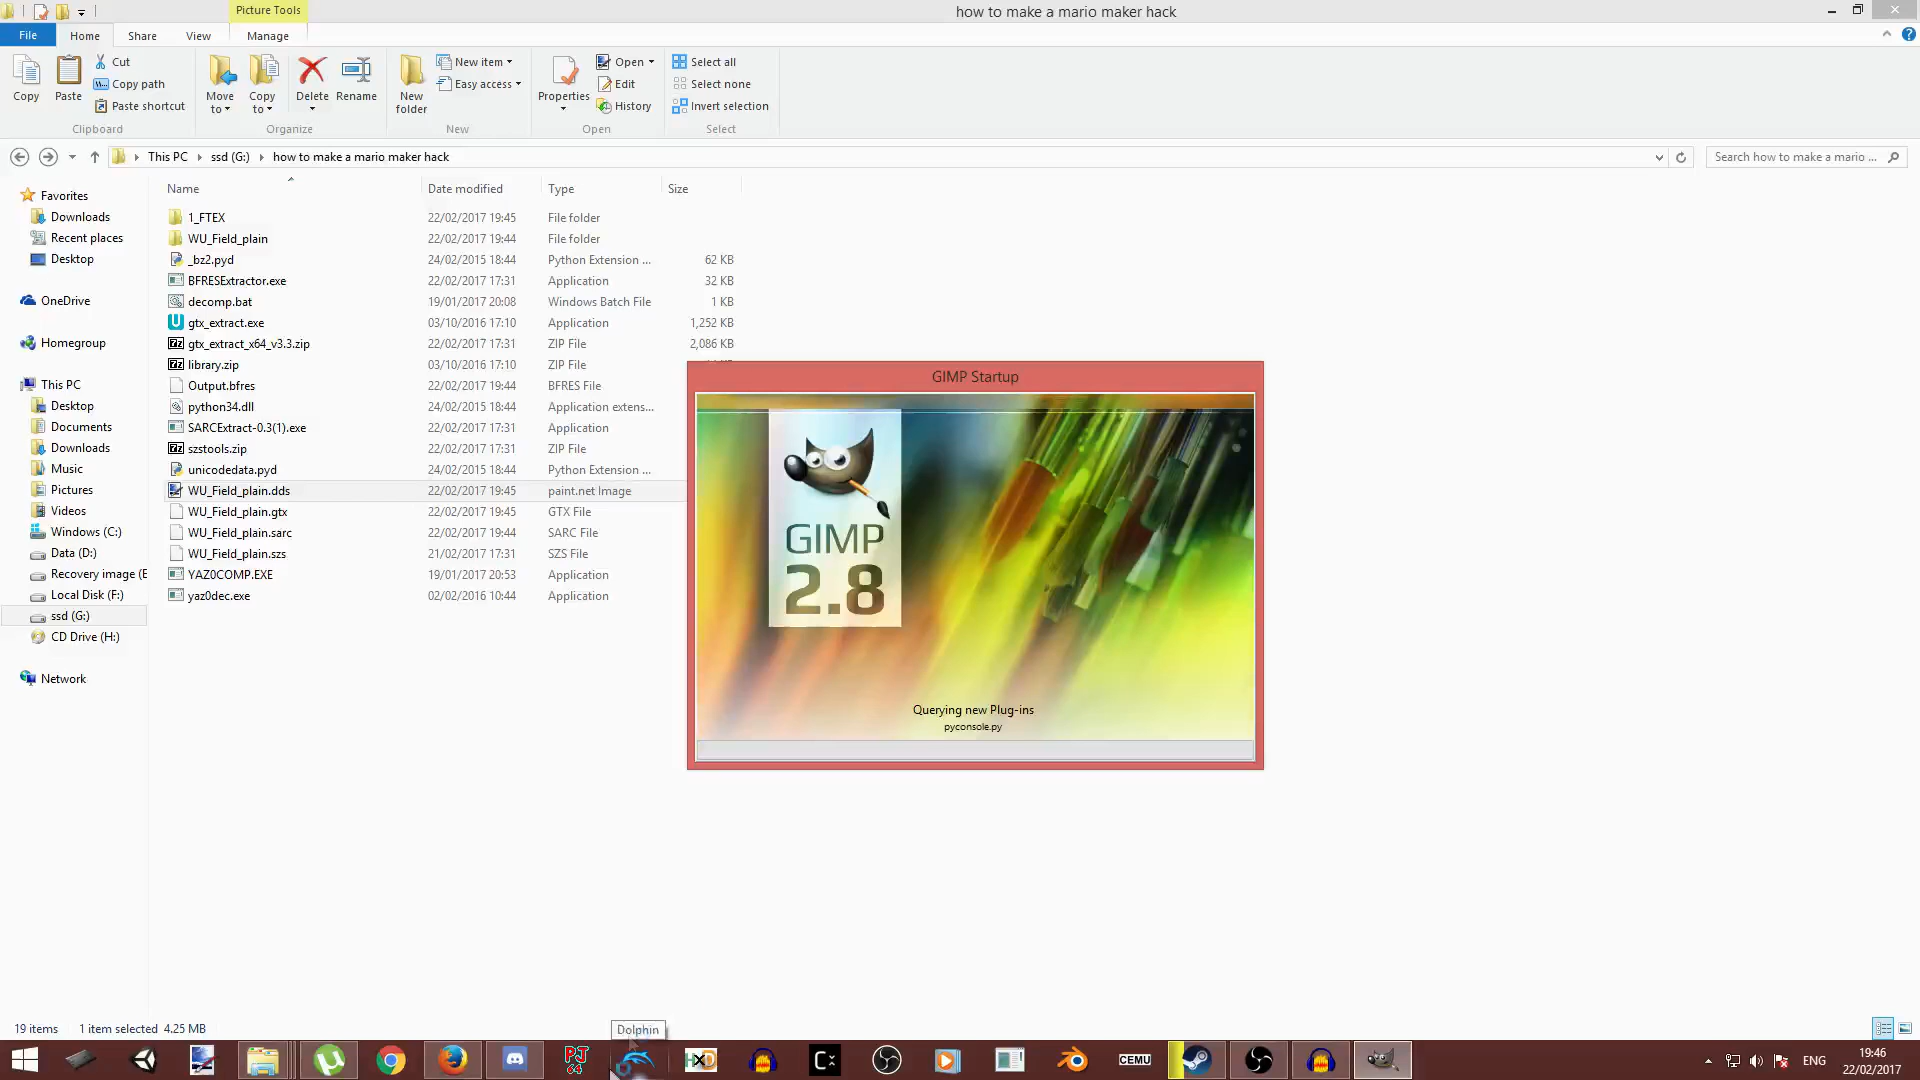 Picture Tools
how to make a mario maker hack
File
Home
Share
View
Manage
Copy
Paste
Cut
Copy path
Paste shortcut
Clipboard
Move to
Copy to
Delete
Rename
Organize
New folder
New item
Easy access
New
Properties
Open
Edit
History
Open
Select all
Select none
Invert selection
Select
This PC
ssd (G:)
how to make a mario maker hack
Search how to make a mario ...
Name
Date modified
Type
Size
Favorites
Downloads
Recent places
Desktop
OneDrive
Homegroup
This PC
Desktop
Documents
Downloads
Music
Pictures
Videos
Windows (C:)
Data (D:)
Recovery image (E
Local Disk (F:)
ssd (G:)
CD Drive (H:)
Network
1_FTEX 22/02/2017 19:45 File folder
WU_Field_plain 22/02/2017 19:44 File folder
_bz2.pyd 24/02/2015 18:44 Python Extension ... 62 KB
BFRESExtractor.exe 22/02/2017 17:31 Application 32 KB
decomp.bat 19/01/2017 20:08 Windows Batch File 1 KB
gtx_extract.exe 03/10/2016 17:10 Application 1,252 KB
gtx_extract_x64_v3.3.zip 22/02/2017 17:31 ZIP File 2,086 KB
library.zip 03/10/2016 17:10 ZIP File
Output.bfres 22/02/2017 19:44 BFRES File
python34.dll 24/02/2015 18:44 Application extens...
SARCExtract-0.3(1).exe 22/02/2017 17:31 Application
szstools.zip 22/02/2017 17:31 ZIP File
unicodedata.pyd 24/02/2015 18:44 Python Extension ...
WU_Field_plain.dds 22/02/2017 19:45 paint.net Image
WU_Field_plain.gtx 22/02/2017 19:45 GTX File
WU_Field_plain.sarc 22/02/2017 19:44 SARC File
WU_Field_plain.szs 21/02/2017 17:31 SZS File
YAZ0COMP.EXE 19/01/2017 20:53 Application
yaz0dec.exe 02/02/2016 10:44 Application
GIMP Startup
GIMP
2.8
Querying new Plug-ins
pyconsole.py
19 items
1 item selected 4.25 MB
Dolphin
PJ
64
HXD
CEMU
ENG
19:46
22/02/2017